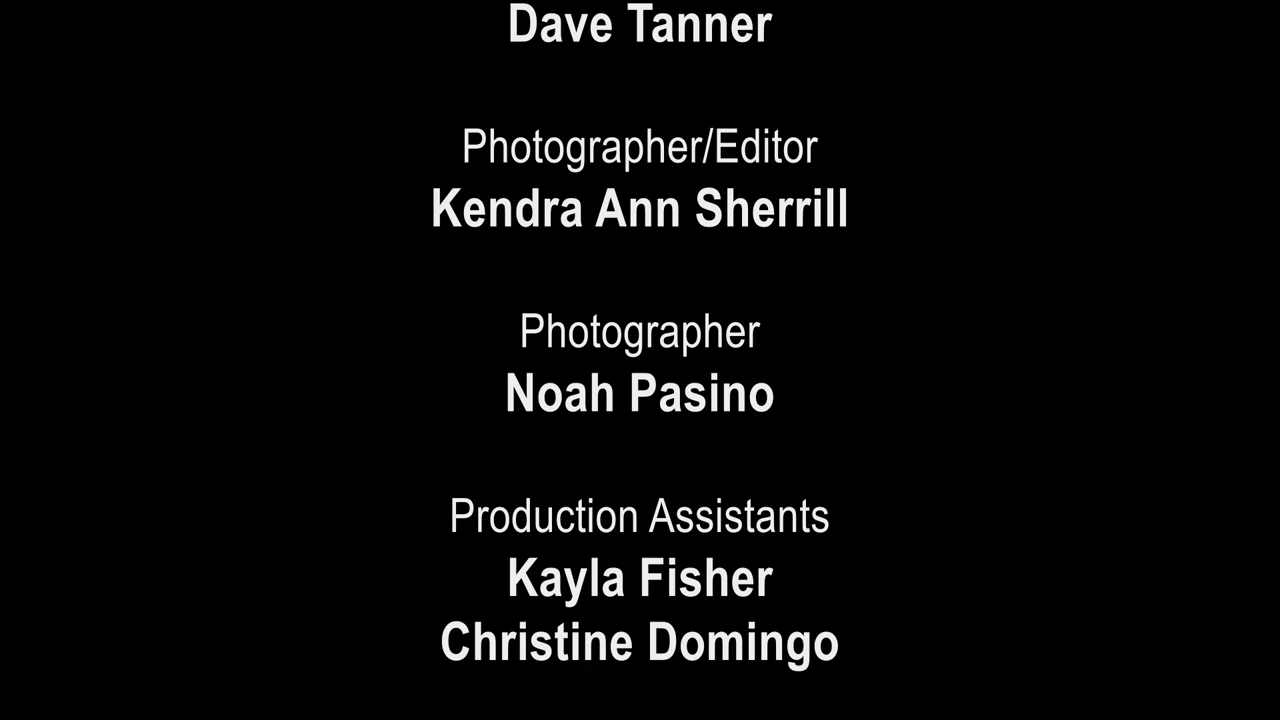 Dave Tanner
Photographer/Editor
Kendra Ann Sherrill
Photographer
Noah Pasino
Production Assistants
Kayla Fisher
Christine Domingo